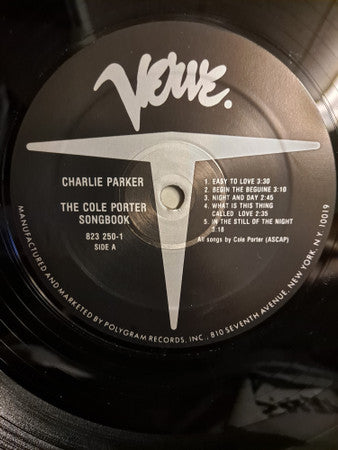 Verve.
CHARLIE PARKER
THE COLE PORTER
SONGBOOK
823 250-1
SIDE A
1. EASY TO LOVE 3:30
2. BEGIN THE BEGUINE 3:10
3. NIGHT AND DAY 2:45
4. WHAT IS THIS THING
CALLED LOVE 2:35
5. IN THE STILL OF THE NIGHT
3:18
All songs by Cole Porter (ASCAP)
MANUFACTURED AND MARKETED BY POLYGRAM RECORDS, INC., 810 SEVENTH AVENUE, NEW YORK, N.Y. 10019